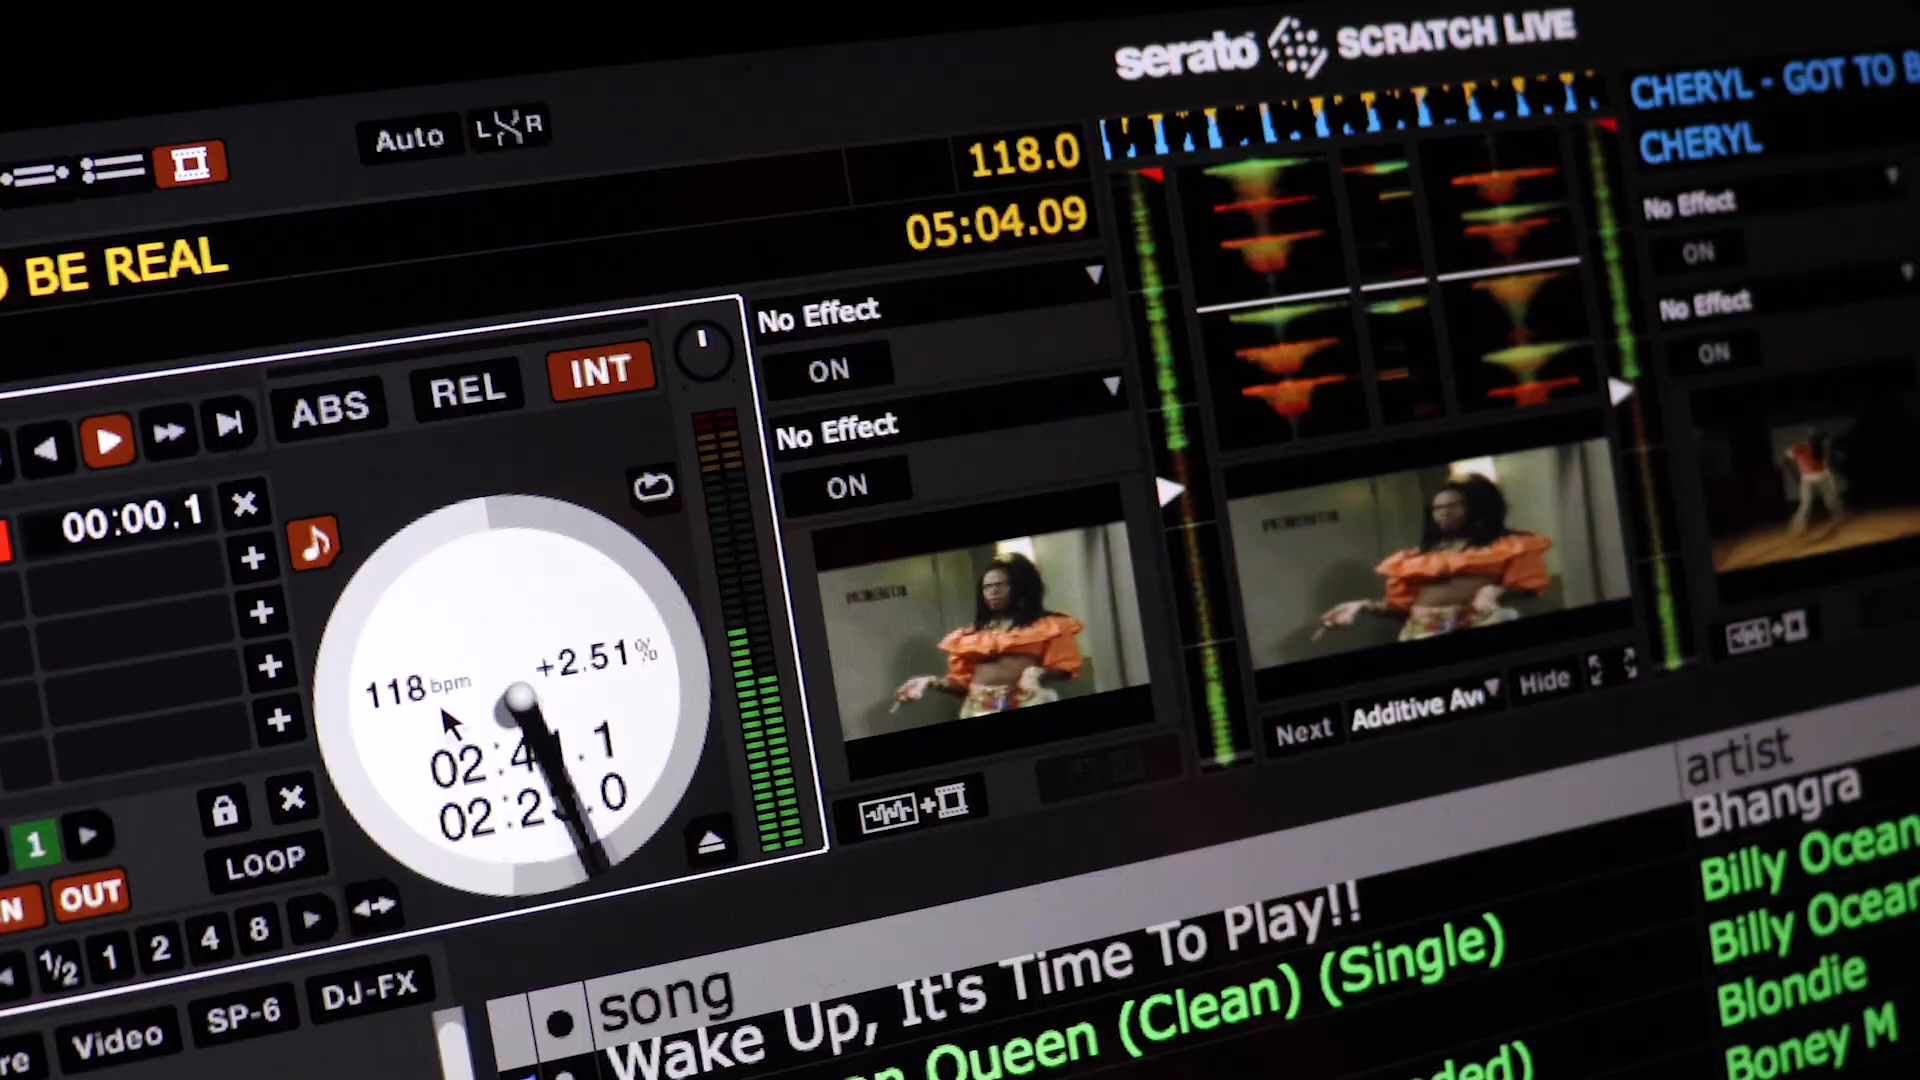 serato SCRATCH LIVE
Auto L R
118.0
05:04.09
CHERYL - GOT TO B
CHERYL
BE REAL
No Effect
ON
No Effect
ON
No Effect
ON
No Effect
ON
ABS REL INT
00:00.1
118 bpm
+2.51%
1
LOOP
OUT
1/2 1 2 4 8
Video SP-6 DJ-FX
Next Additive Hide
song artist
Wake Up, It's Time To Play!! Bhangra
Queen (Clean) (Single) Billy Ocean
Billy Ocean
Blondie
Boney M